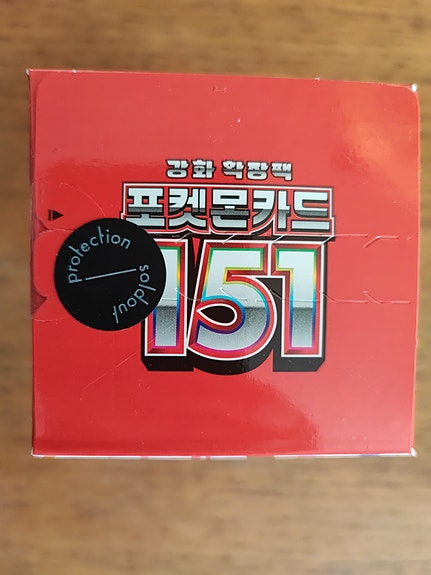 강화 확장팩
포켓몬카드
151
protection
soldout